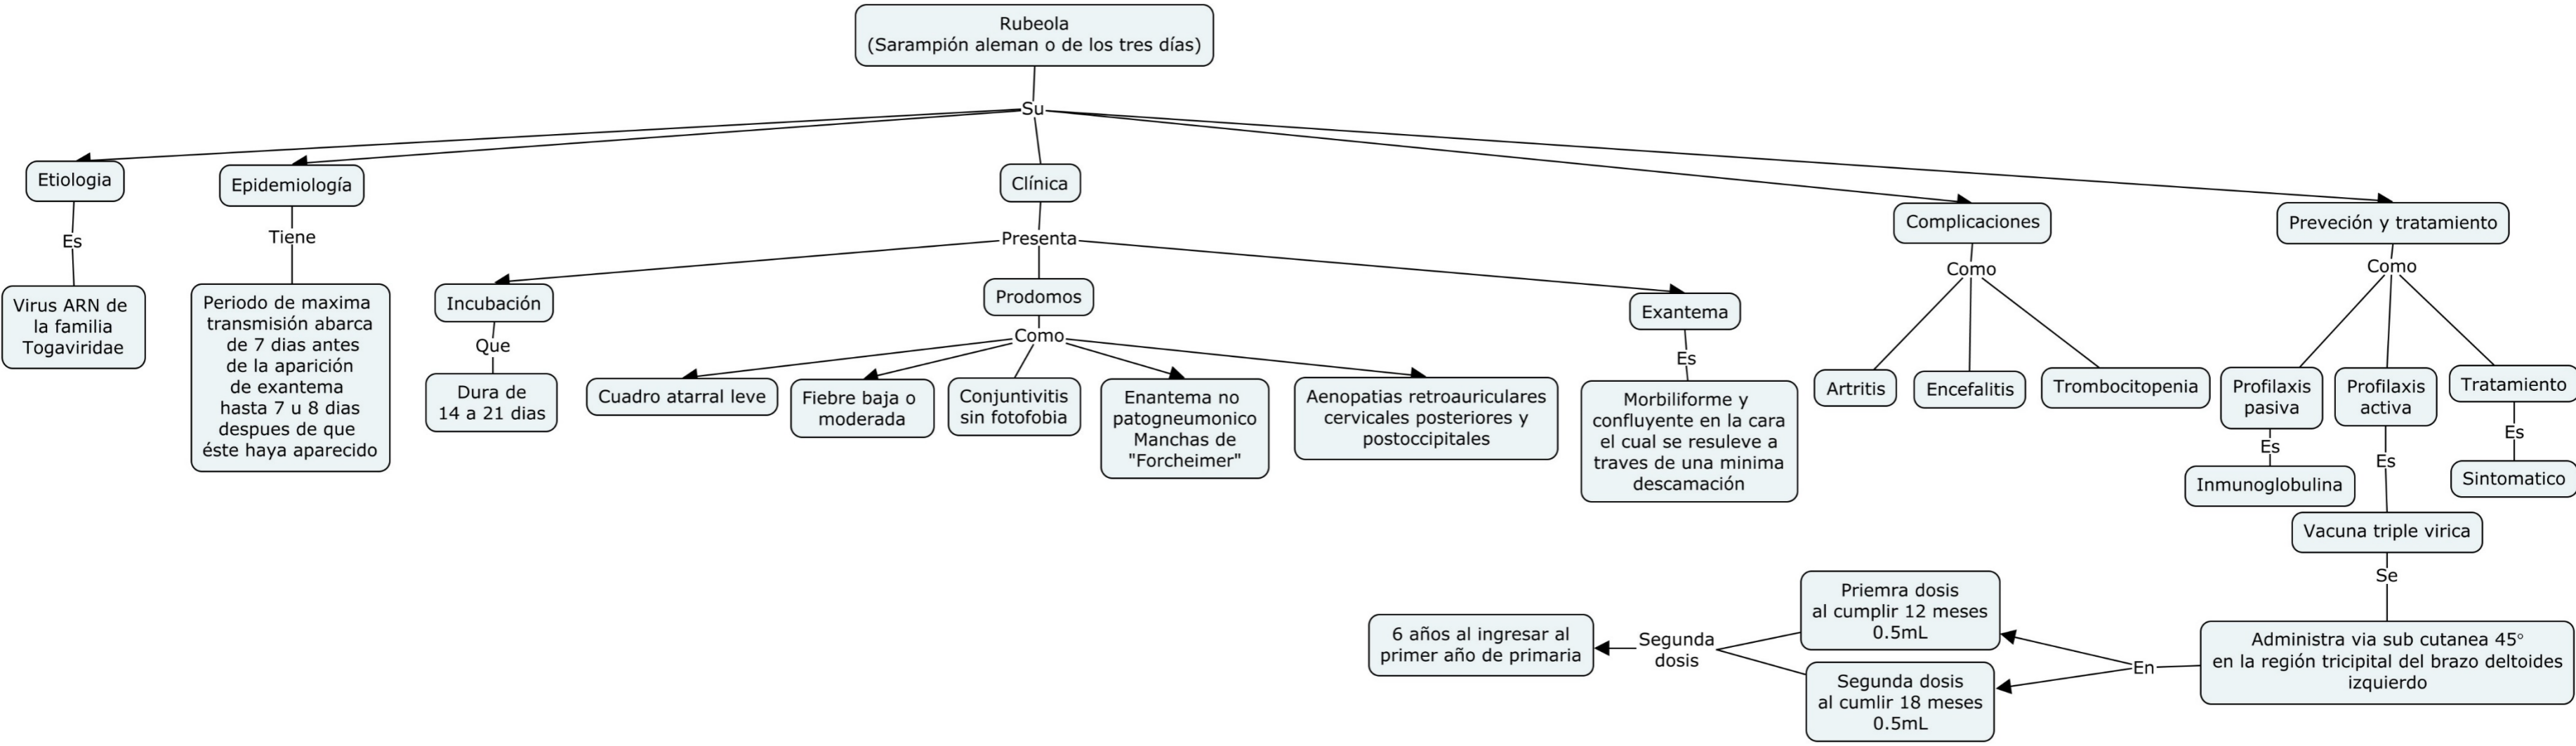 Rubeola
(Sarampión aleman o de los tres días)
Su
Etiologia
Es
Virus ARN de
la familia
Togaviridae
Epidemiología
Tiene
Periodo de maxima
transmisión abarca
de 7 dias antes
de la aparición
de exantema
hasta 7 u 8 dias
despues de que
éste haya aparecido
Clínica
Presenta
Incubación
Que
Dura de
14 a 21 dias
Prodomos
Como
Cuadro atarral leve
Fiebre baja o
moderada
Conjuntivitis
sin fotofobia
Enantema no
patogneumonico
Manchas de
"Forcheimer"
Aenopatias retroauriculares
cervicales posteriores y
postoccipitales
Exantema
Es
Morbiliforme y
confluyente en la cara
el cual se resuleve a
traves de una minima
descamación
Complicaciones
Como
Artritis
Encefalitis
Trombocitopenia
Preveción y tratamiento
Como
Profilaxis
pasiva
Es
Inmunoglobulina
Profilaxis
activa
Es
Vacuna triple virica
Se
Administra via sub cutanea 45°
en la región tricipital del brazo deltoides
izquierdo
En
Priemra dosis
al cumplir 12 meses
0.5mL
Segunda dosis
al cumlir 18 meses
0.5mL
Segunda
dosis
6 años al ingresar al
primer año de primaria
Tratamiento
Es
Sintomatico